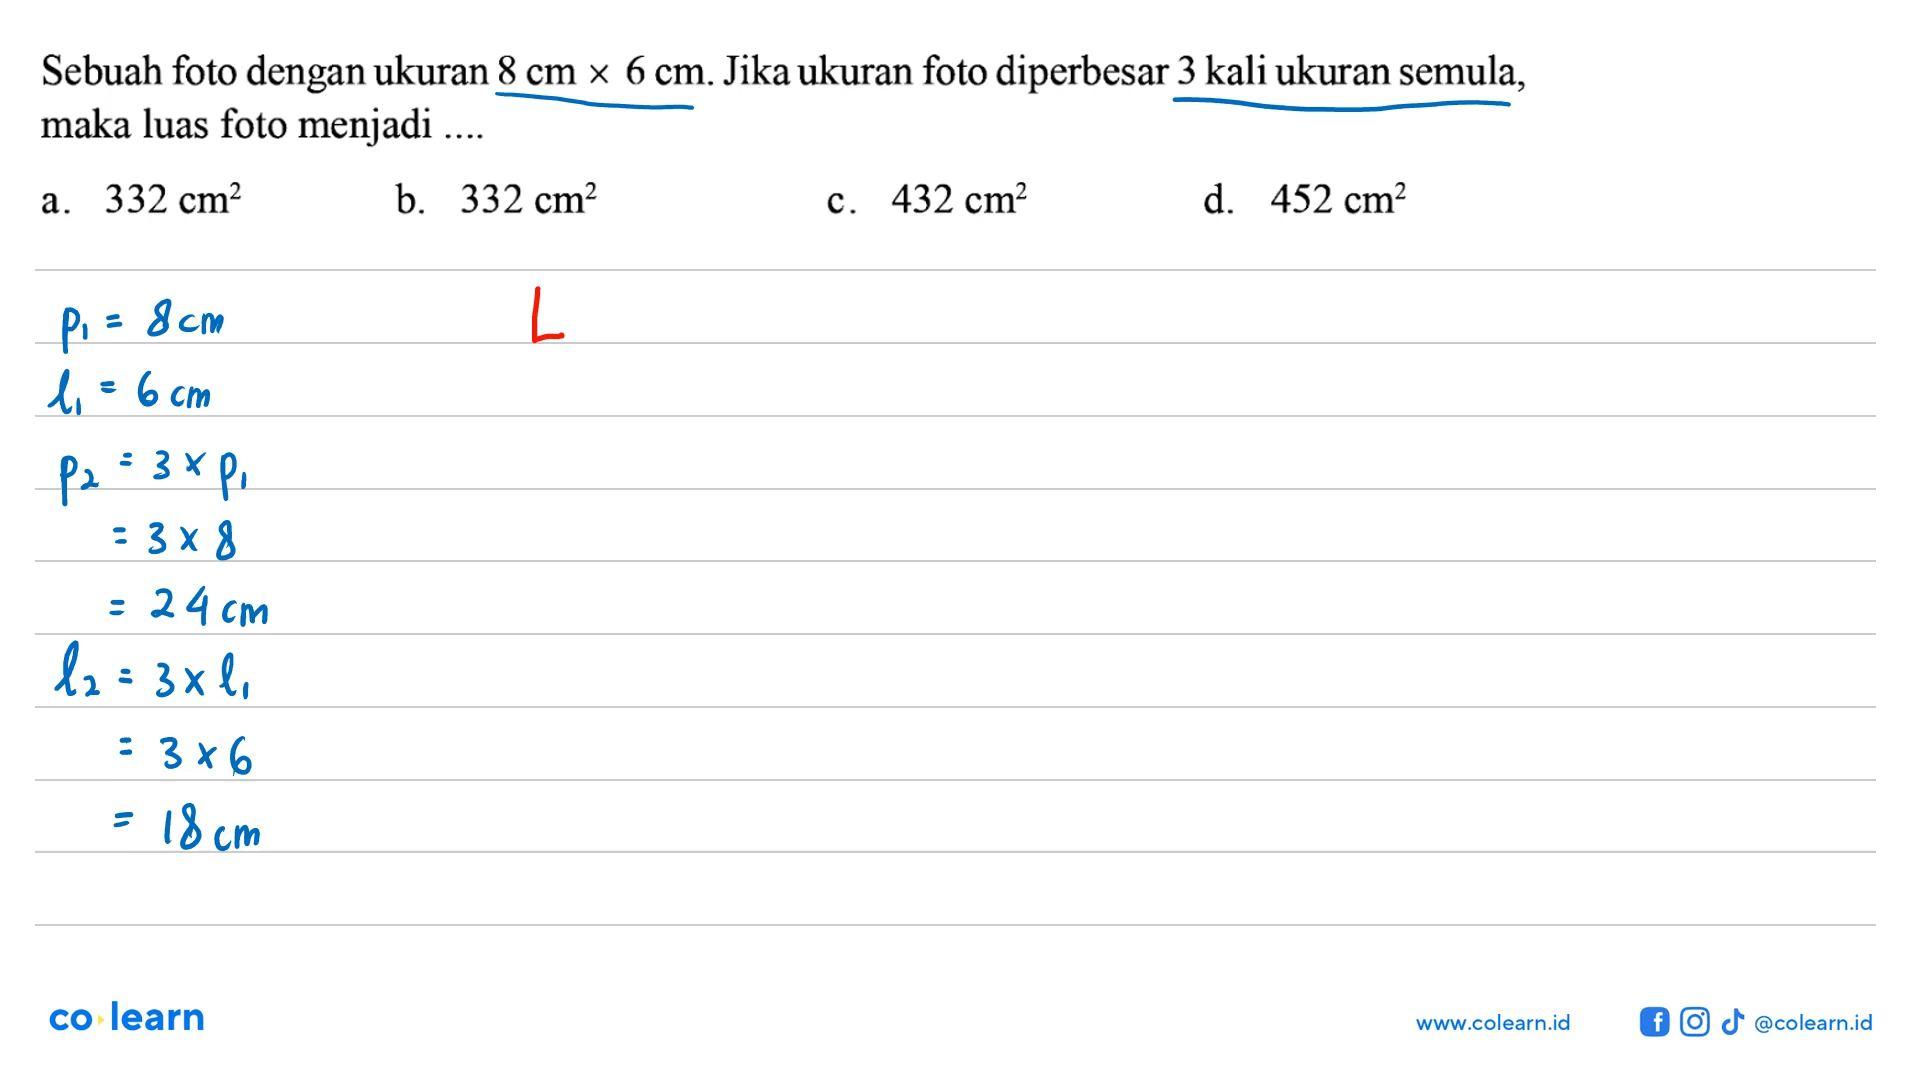 Sebuah foto dengan ukuran 8 cm × 6 cm. Jika ukuran foto diperbesar 3 kali ukuran semula,
maka luas foto menjadi ....
a. 332 cm² b. 332 cm² c. 432 cm² d. 452 cm²
p₁ = 8 cm L
l₁ = 6 cm
p₂ = 3 × p₁
= 3 × 8
= 24 cm
l₂ = 3 × l₁
= 3 × 6
= 18 cm
co learn www.colearn.id @colearn.id